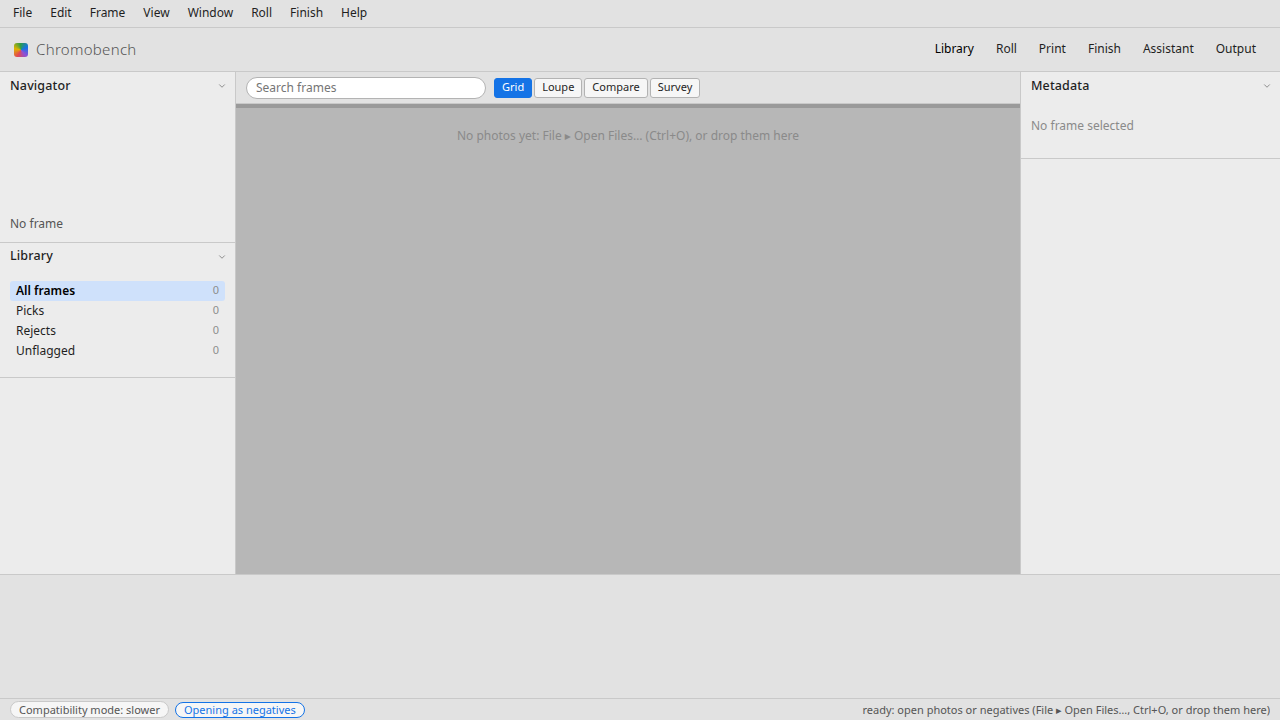 File Edit Frame View Window Roll Finish Help
Chromobench
Library Roll Print Finish Assistant Output
Navigator
Search frames
Grid Loupe Compare Survey
Metadata
No photos yet: File ▸ Open Files... (Ctrl+O), or drop them here
No frame selected
No frame
Library
All frames 0
Picks 0
Rejects 0
Unflagged 0
Compatibility mode: slower
Opening as negatives
ready: open photos or negatives (File ▸ Open Files..., Ctrl+O, or drop them here)